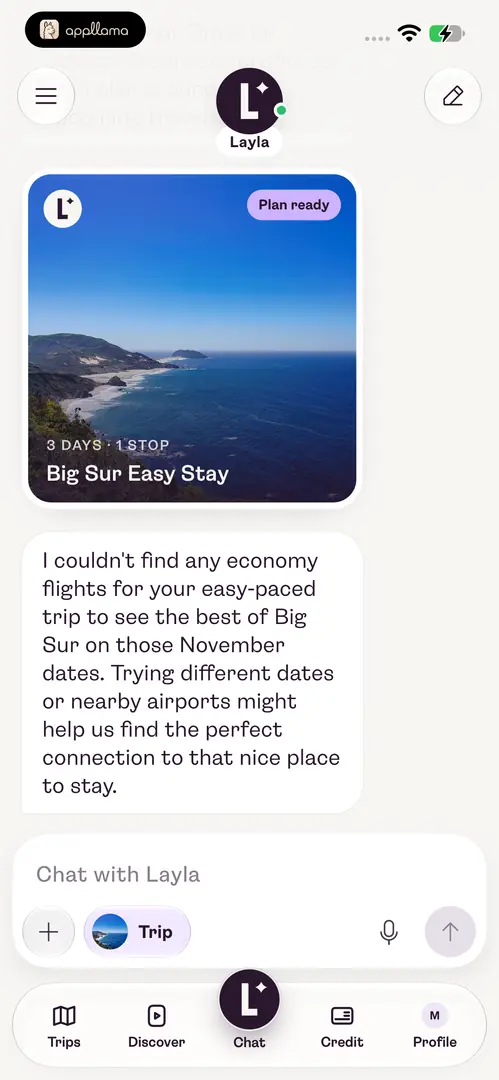 appllama
Layla
Plan ready
3 DAYS · 1 STOP
Big Sur Easy Stay
I couldn't find any economy
flights for your easy-paced
trip to see the best of Big
Sur on those November
dates. Trying different dates
or nearby airports might
help us find the perfect
connection to that nice place
to stay.
Chat with Layla
Trip
Trips
Discover
Chat
Credit
M
Profile